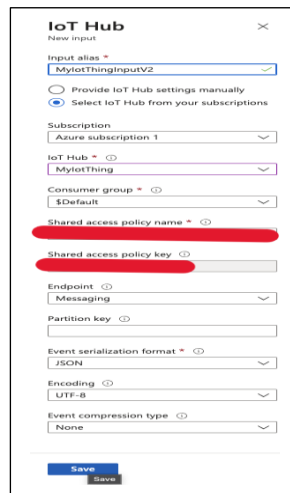 IoT Hub
New input
Input alias *
MyIotThingInputV2
Provide IoT Hub settings manually
Select IoT Hub from your subscriptions
Subscription
Azure subscription 1
IoT Hub *
MyIotThing
Consumer group *
$Default
Shared access policy name *
Shared access policy key
Endpoint
Messaging
Partition key
Event serialization format *
JSON
Encoding
UTF-8
Event compression type
None
Save
Save